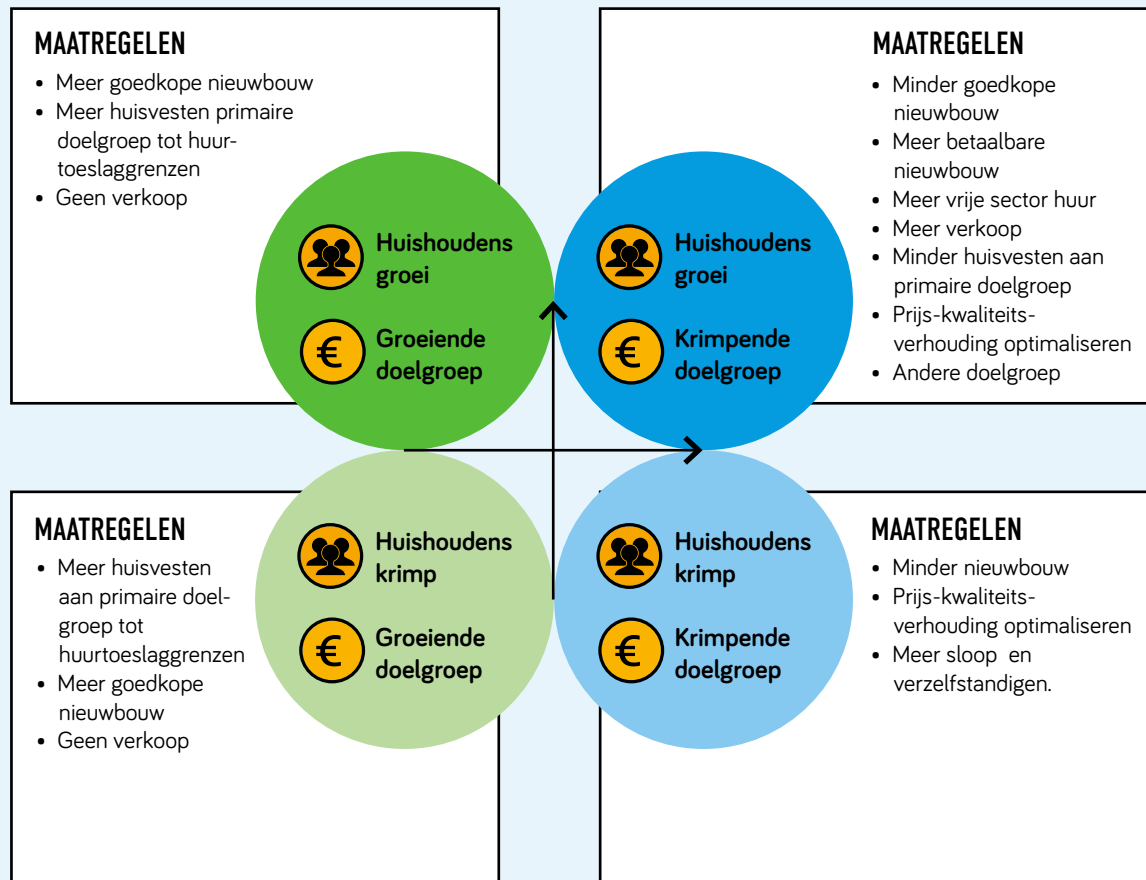 MAATREGELEN
• Meer goedkope nieuwbouw
• Meer huisvesten primaire
doelgroep tot huur-
toeslaggrenzen
• Geen verkoop
Huishoudens
groei
€ Groeiende
doelgroep
MAATREGELEN
• Minder goedkope
nieuwbouw
• Meer betaalbare
nieuwbouw
• Meer vrije sector huur
• Meer verkoop
• Minder huisvesten aan
primaire doelgroep
• Prijs-kwaliteits-
verhouding optimaliseren
• Andere doelgroep
Huishoudens
groei
€ Krimpende
doelgroep
MAATREGELEN
• Meer huisvesten
aan primaire doel-
groep tot
huurtoeslaggrenzen
• Meer goedkope
nieuwbouw
• Geen verkoop
Huishoudens
krimp
€ Groeiende
doelgroep
MAATREGELEN
• Minder nieuwbouw
• Prijs-kwaliteits-
verhouding optimaliseren
• Meer sloop en
verzelfstandigen.
Huishoudens
krimp
€ Krimpende
doelgroep